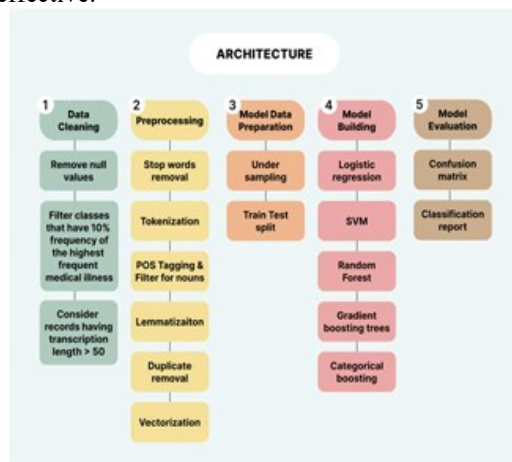 ARCHITECTURE
1
Data
Cleaning
Remove null
values
Filter classes
that have 10%
frequency of
the highest
frequent
medical illness
Consider
records having
transcription
length > 50
2
Preprocessing
Stop words
removal
Tokenization
POS Tagging &
Filter for nouns
Lemmatizaiton
Duplicate
removal
Vectorization
3
Model Data
Preparation
Under
sampling
Train Test
split
4
Model
Building
Logistic
regression
SVM
Random
Forest
Gradient
boosting trees
Categorical
boosting
5
Model
Evaluation
Confusion
matrix
Classification
report